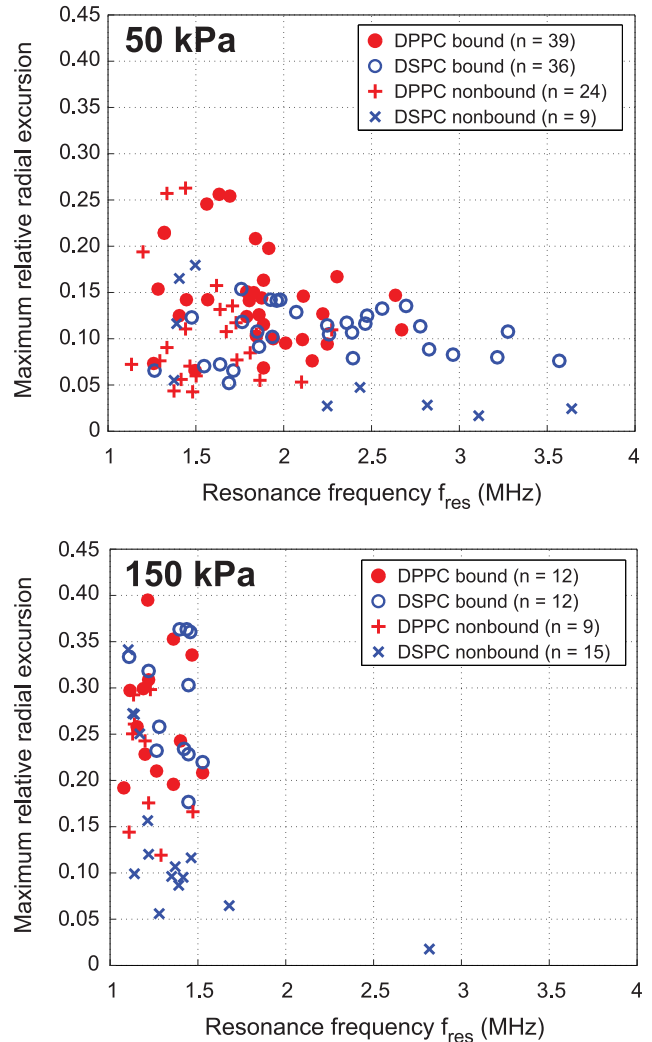 50 kPa
DPPC bound (n = 39)
DSPC bound (n = 36)
DPPC nonbound (n = 24)
DSPC nonbound (n = 9)
Maximum relative radial excursion
0.45
0.40
0.35
0.30
0.25
0.20
0.15
0.10
0.05
0
1 1.5 2 2.5 3 3.5 4
Resonance frequency f_res (MHz)
150 kPa
DPPC bound (n = 12)
DSPC bound (n = 12)
DPPC nonbound (n = 9)
DSPC nonbound (n = 15)
Maximum relative radial excursion
0.45
0.40
0.35
0.30
0.25
0.20
0.15
0.10
0.05
0
1 1.5 2 2.5 3 3.5 4
Resonance frequency f_res (MHz)